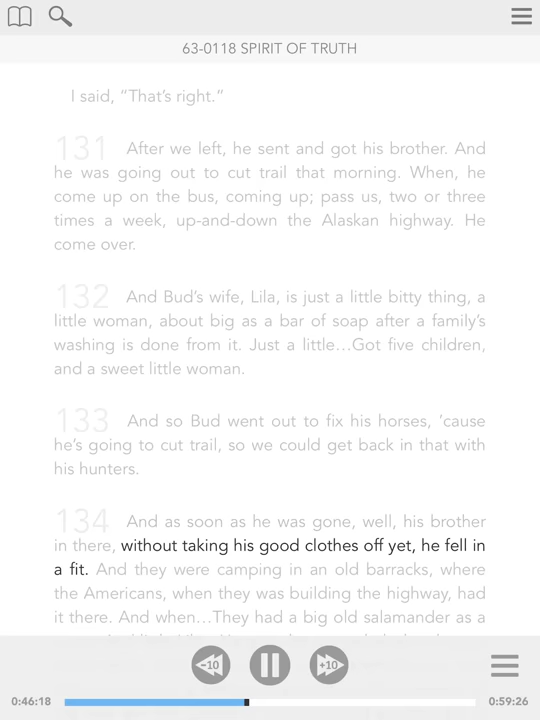 63-0118 SPIRIT OF TRUTH
I said, “That’s right.”
131 After we left, he sent and got his brother. And
he was going out to cut trail that morning. When, he
come up on the bus, coming up; pass us, two or three
times a week, up-and-down the Alaskan highway. He
come over.
132 And Bud’s wife, Lila, is just a little bitty thing, a
little woman, about big as a bar of soap after a family’s
washing is done from it. Just a little…Got five children,
and a sweet little woman.
133 And so Bud went out to fix his horses, ’cause
he’s going to cut trail, so we could get back in that with
his hunters.
134 And as soon as he was gone, well, his brother
in there, without taking his good clothes off yet, he fell in
a fit. And they were camping in an old barracks, where
the Americans, when they was building the highway, had
it there. And when…They had a big old salamander as a
-10
+10
0:46:18
0:59:26